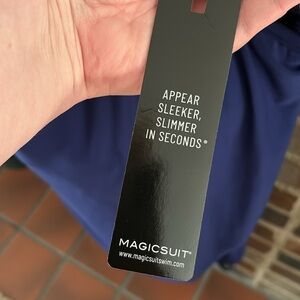 APPEAR
SLEEKER,
SLIMMER
IN SECONDS®
MAGICSUIT®
www.magicsuitswim.com